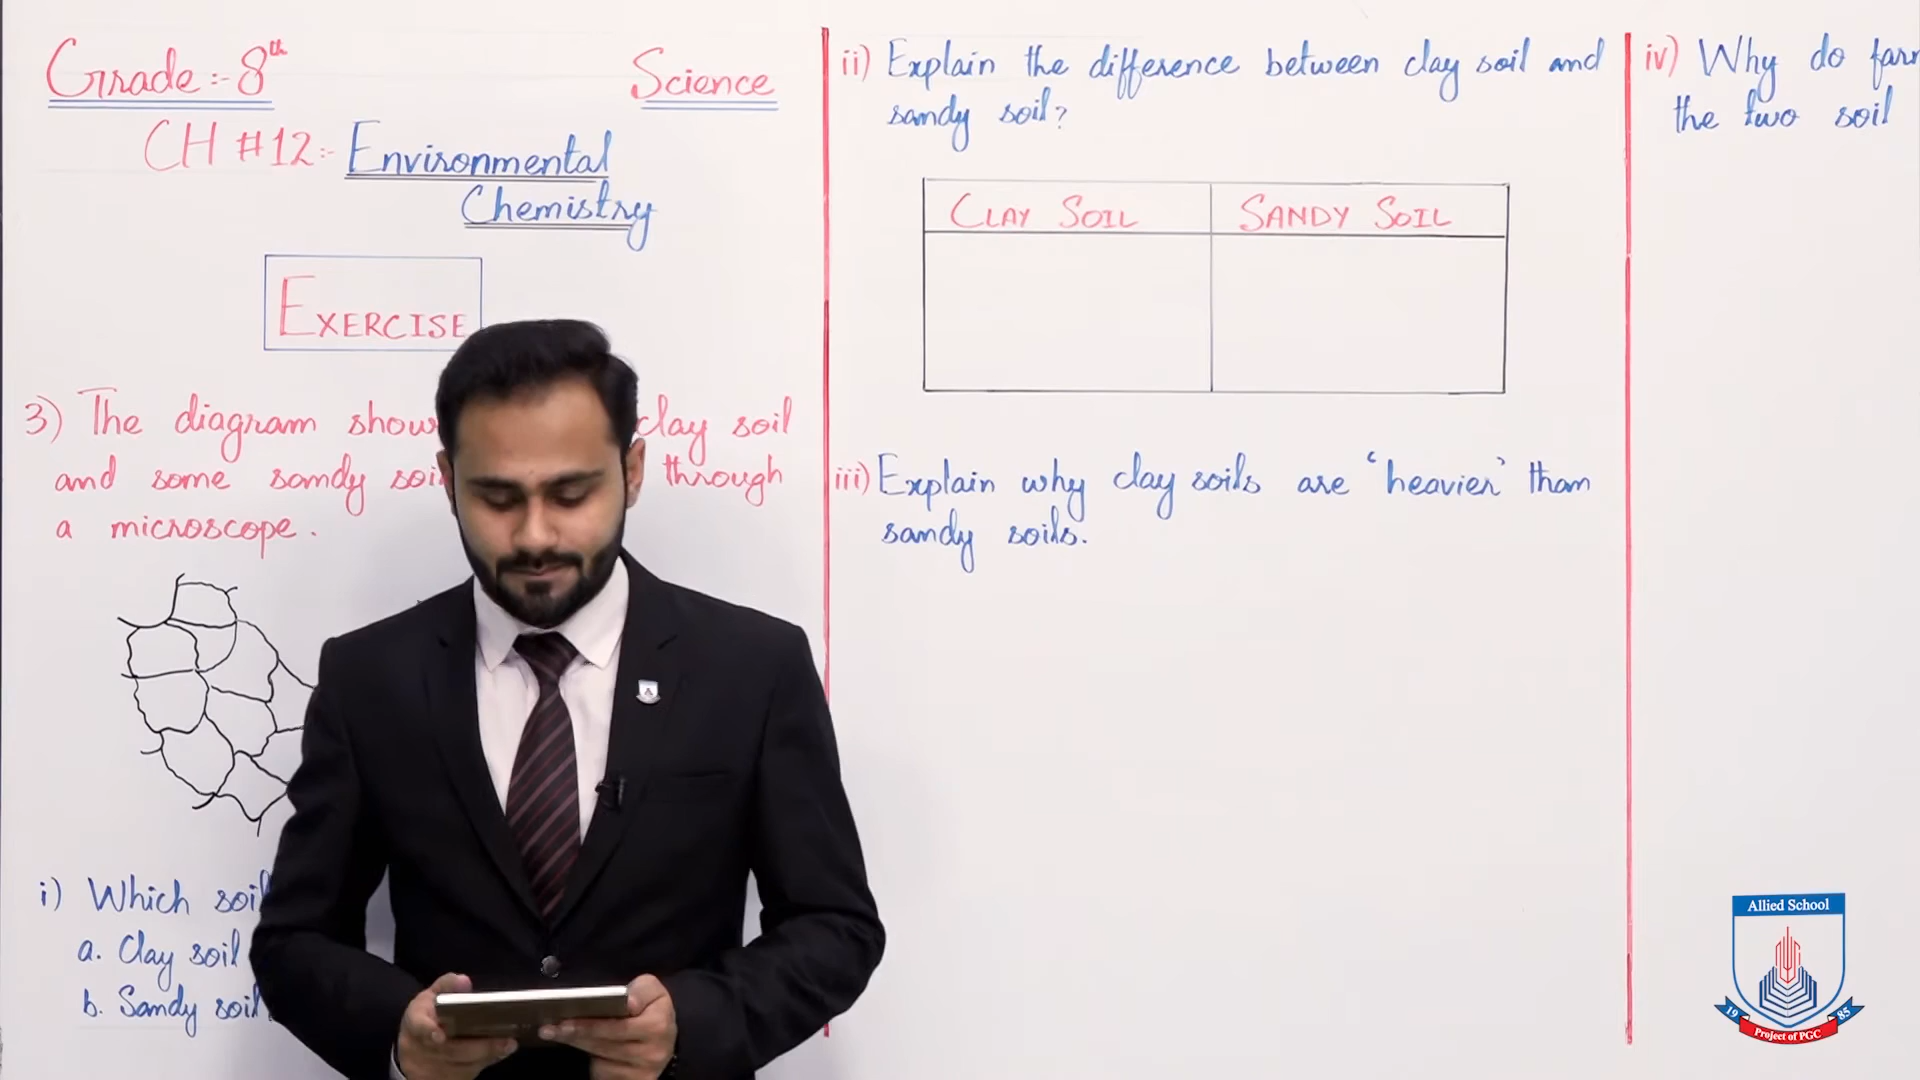 Grade:- 8th
Science
CH #12:- Environmental
Chemistry
EXERCISE
3) The diagram show clay soil
and some sandy soi through
a microscope.
i) Which soil
a. Clay soil
b. Sandy soil
ii) Explain the difference between clay soil and
sandy soil?
CLAY SOIL
SANDY SOIL
iii) Explain why clay soils are 'heavier' than
sandy soils.
iv) Why do far
the two soil
Allied School
19 85
Project of PGC